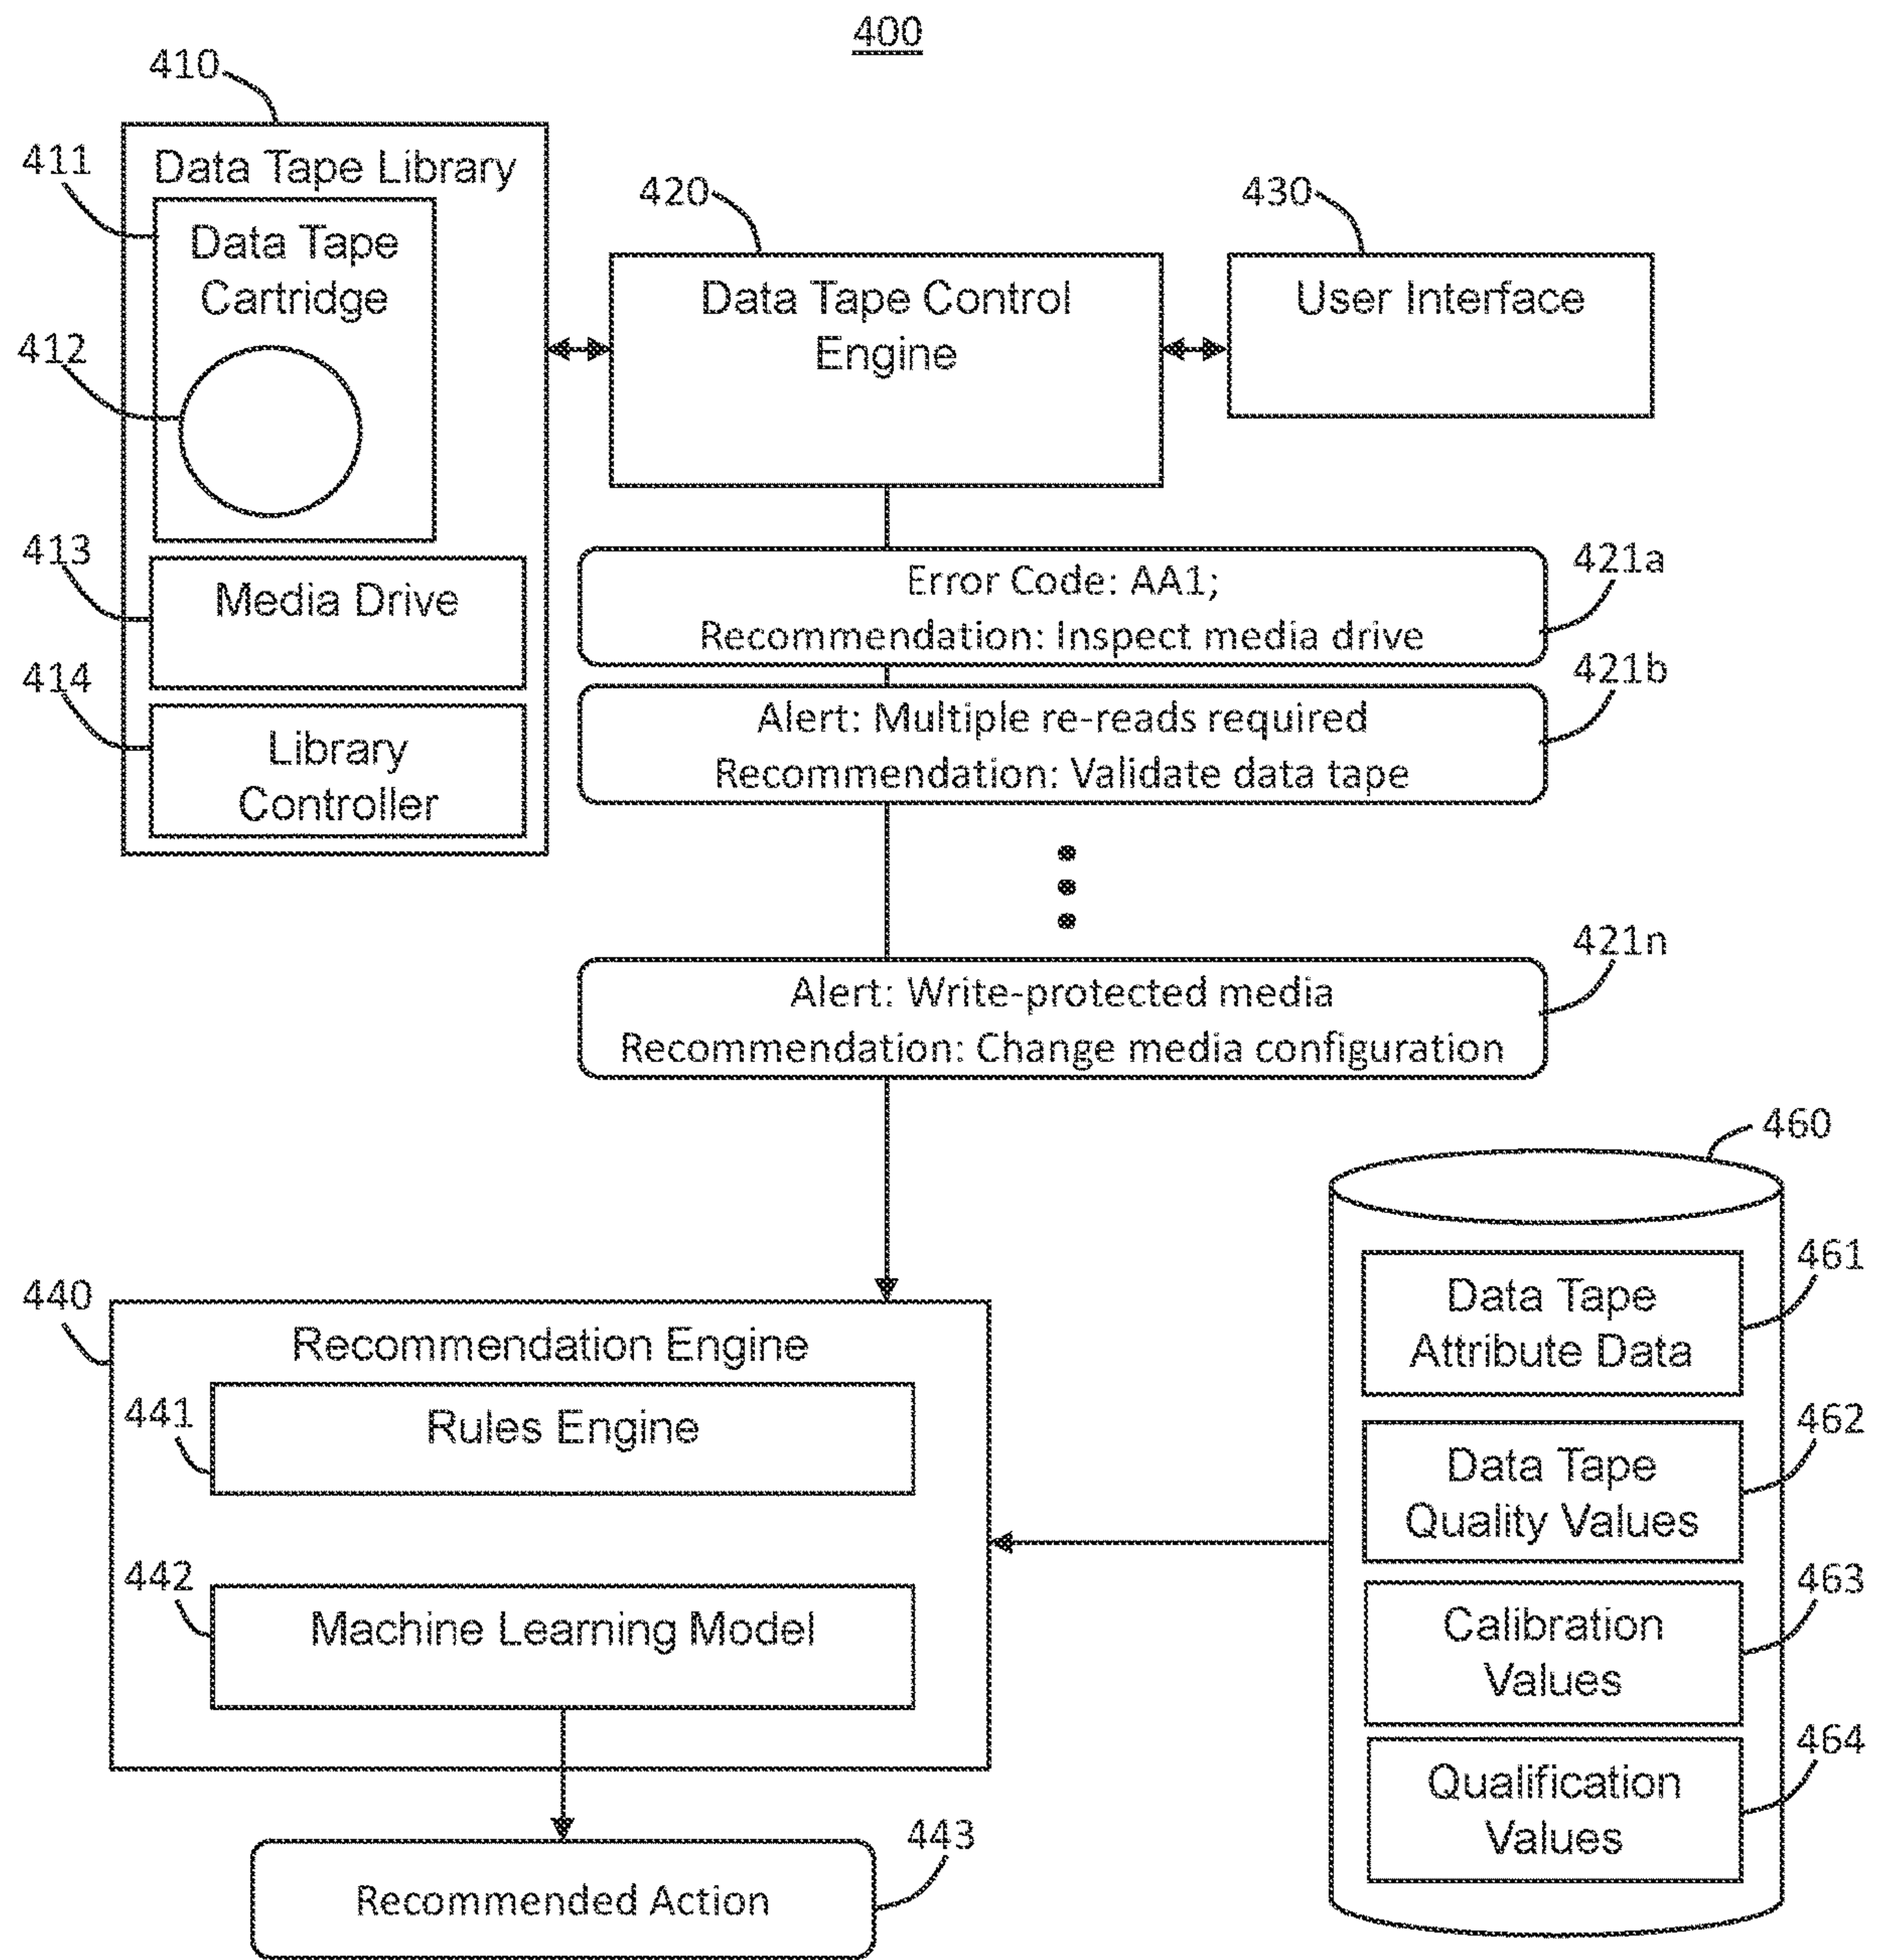 400
410
411
Data Tape Library
Data Tape
Cartridge
412
413
Media Drive
414
Library
Controller
420
Data Tape Control
Engine
430
User Interface
Error Code: AA1;
Recommendation: Inspect media drive
421a
Alert: Multiple re-reads required
Recommendation: Validate data tape
421b
Alert: Write-protected media
Recommendation: Change media configuration
421n
440
Recommendation Engine
441
Rules Engine
442
Machine Learning Model
443
Recommended Action
460
461
Data Tape
Attribute Data
462
Data Tape
Quality Values
463
Calibration
Values
464
Qualification
Values